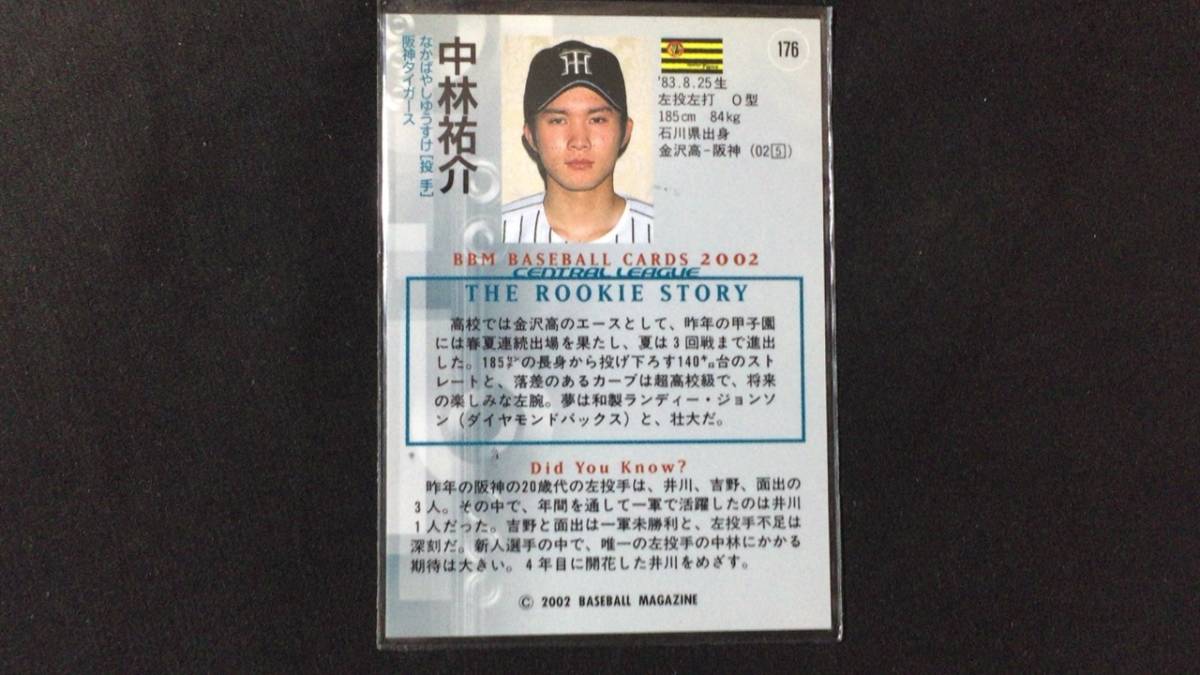 176
中林祐介
なかばやしゆうすけ［投 手］
阪神タイガース
'83.8.25生
左投左打 O型
185cm 84kg
石川県出身
金沢高−阪神（02⑤）
BBM BASEBALL CARDS 2002
CENTRAL LEAGUE
THE ROOKIE STORY
高校では金沢高のエースとして、昨年の甲子園
には春夏連続出場を果たし、夏は3回戦まで進出
した。185㌢の長身から投げ下ろす140㌔台のスト
レートと、落差のあるカーブは超高校級で、将来
の楽しみな左腕。夢は和製ランディー・ジョンソ
ン（ダイヤモンドバックス）と、壮大だ。
Did You Know?
昨年の阪神の20歳代の左投手は、井川、吉野、面出の
3人。その中で、年間を通して一軍で活躍したのは井川
1人だった。吉野と面出は一軍未勝利と、左投手不足は
深刻だ。新人選手の中で、唯一の左投手の中林にかかる
期待は大きい。4年目に開花した井川をめざす。
© 2002 BASEBALL MAGAZINE